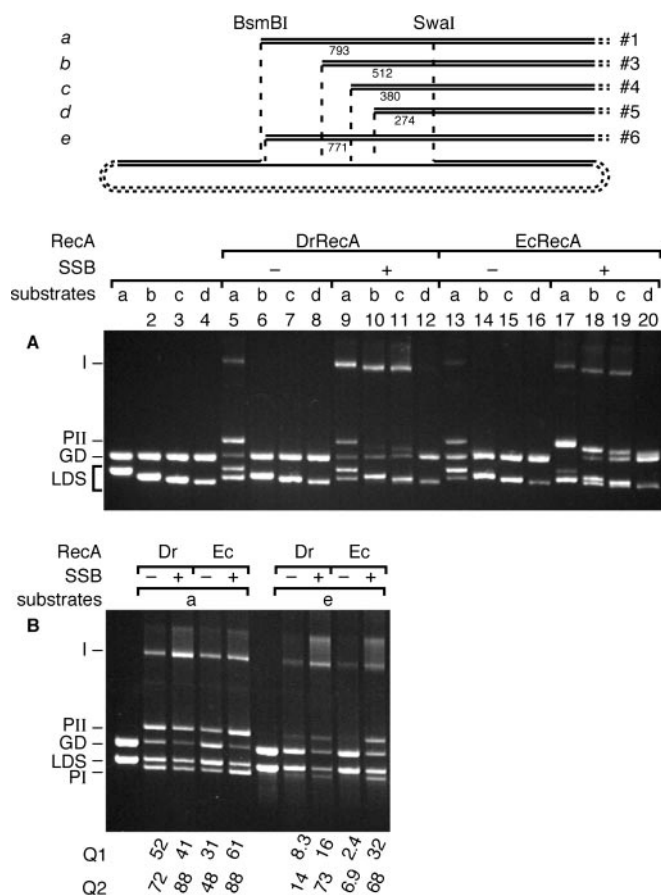 BsmBI SwaI
a #1
793
b #3
512
c #4
380
d #5
274
e #6
771
RecA DrRecA EcRecA
SSB – + – +
substrates a b c d a b c d a b c d a b c d a b c d
2 3 4 5 6 7 8 9 10 11 12 13 14 15 16 17 18 19 20
A
I
PII
GD
LDS
RecA Dr Ec Dr Ec
SSB – + – + – + – +
substrates a e
B
I
PII
GD
LDS
PI
Q1 52 41 31 61 8.3 16 2.4 32
Q2 72 88 48 88 14 73 6.9 68